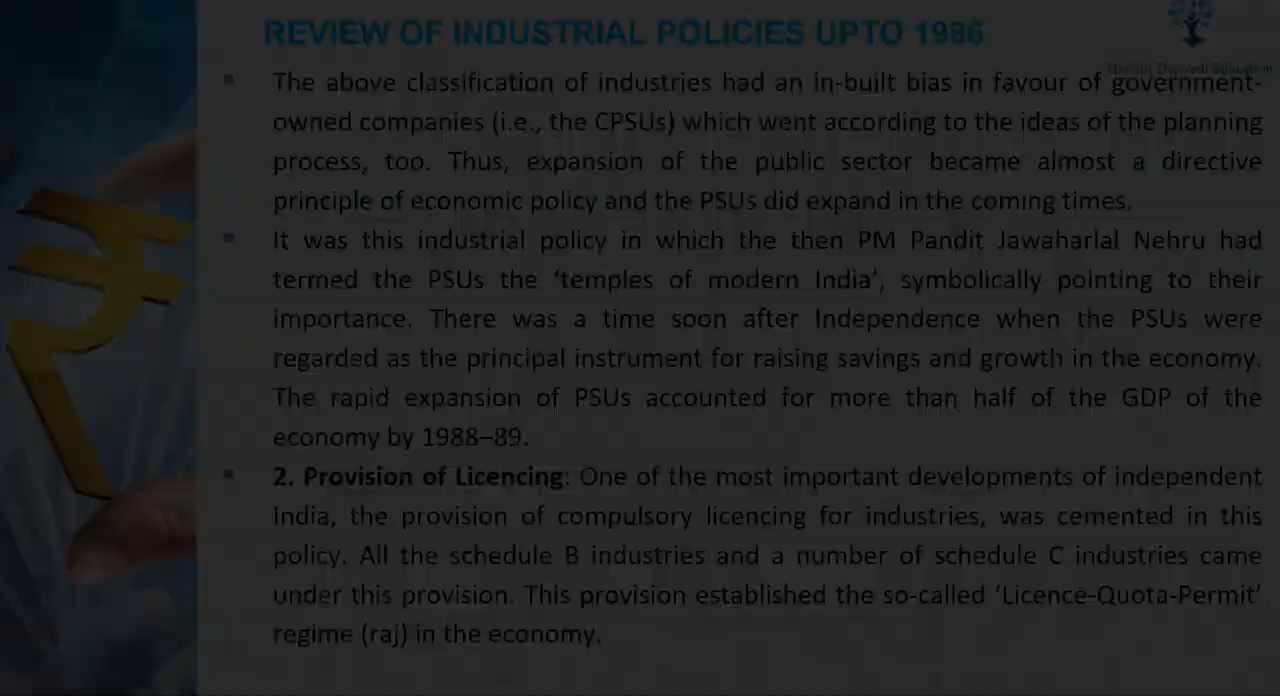 REVIEW OF INDUSTRIAL POLICIES UPTO 1986
The above classification of industries had an in-built bias in favour of government-
owned companies (i.e., the CPSUs) which went according to the ideas of the planning
process, too. Thus, expansion of the public sector became almost a directive
principle of economic policy and the PSUs did expand in the coming times.
It was this industrial policy in which the then PM Pandit Jawaharlal Nehru had
termed the PSUs the ‘temples of modern India’, symbolically pointing to their
importance. There was a time soon after Independence when the PSUs were
regarded as the principal instrument for raising savings and growth in the economy.
The rapid expansion of PSUs accounted for more than half of the GDP of the
economy by 1988–89.
2. Provision of Licencing: One of the most important developments of independent
India, the provision of compulsory licencing for industries, was cemented in this
policy. All the schedule B industries and a number of schedule C industries came
under this provision. This provision established the so-called ‘Licence-Quota-Permit’
regime (raj) in the economy.